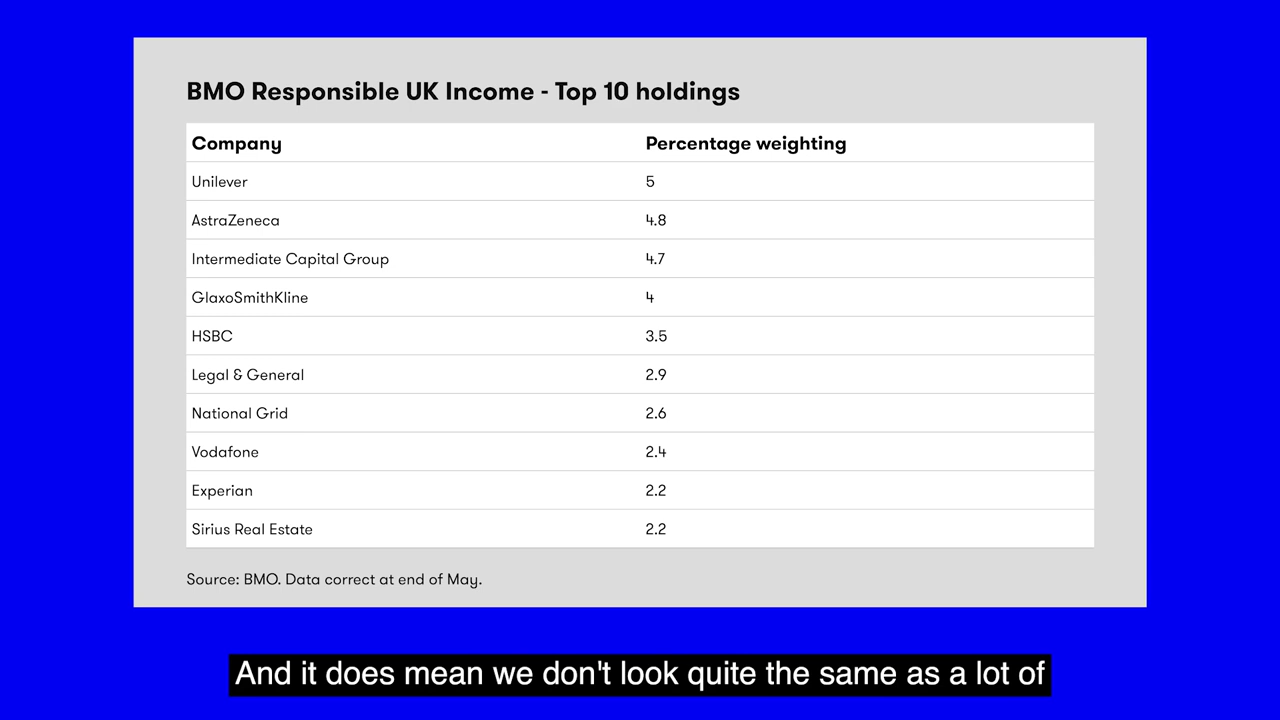 BMO Responsible UK Income - Top 10 holdings
Company Percentage weighting
Unilever 5
AstraZeneca 4.8
Intermediate Capital Group 4.7
GlaxoSmithKline 4
HSBC 3.5
Legal & General 2.9
National Grid 2.6
Vodafone 2.4
Experian 2.2
Sirius Real Estate 2.2
Source: BMO. Data correct at end of May.
And it does mean we don't look quite the same as a lot of